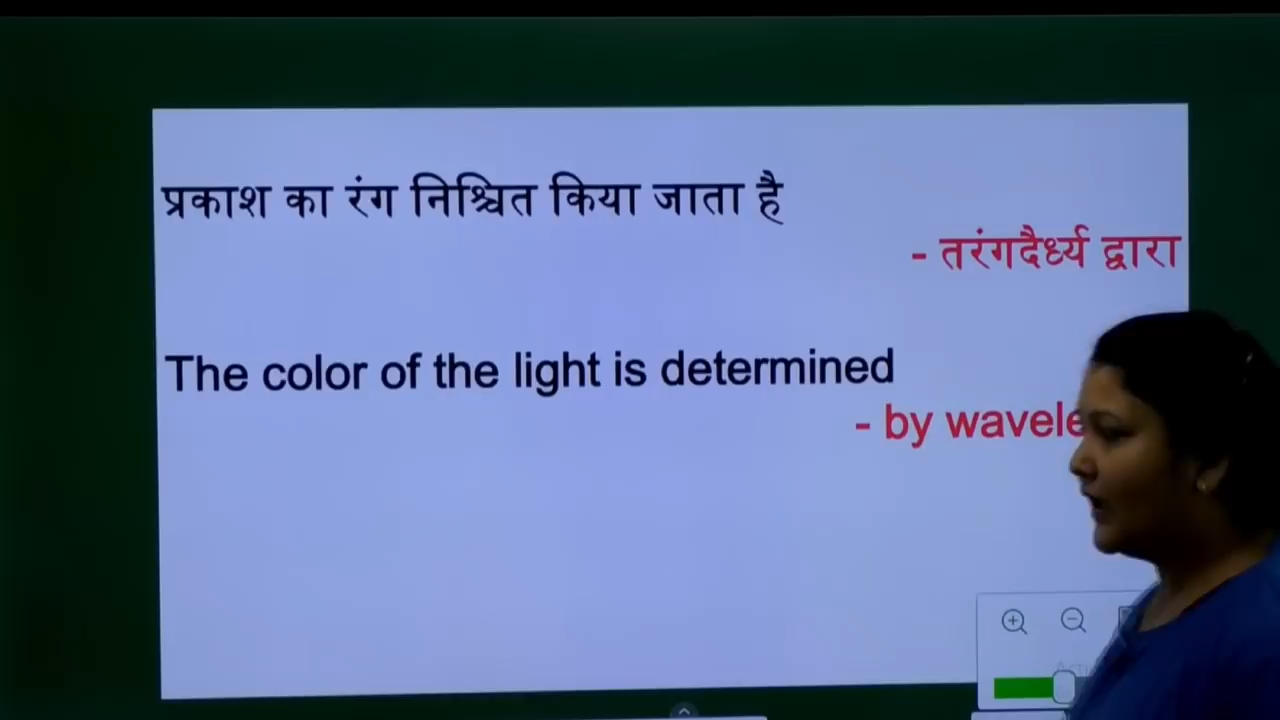 प्रकाश का रंग निश्चित किया जाता है
- तरंगदैर्ध्य द्वारा
The color of the light is determined
- by